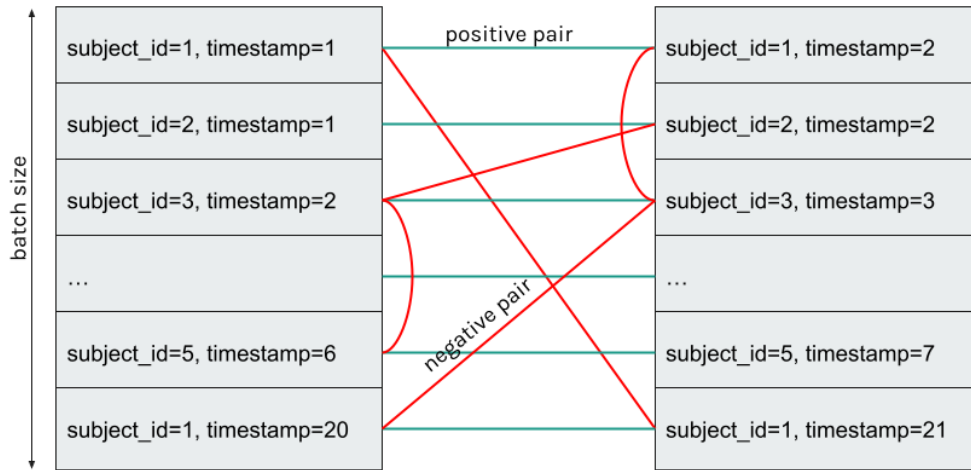 batch size
subject_id=1, timestamp=1
positive pair
subject_id=1, timestamp=2
subject_id=2, timestamp=1
subject_id=2, timestamp=2
subject_id=3, timestamp=2
subject_id=3, timestamp=3
...
...
negative pair
subject_id=5, timestamp=6
subject_id=5, timestamp=7
subject_id=1, timestamp=20
subject_id=1, timestamp=21